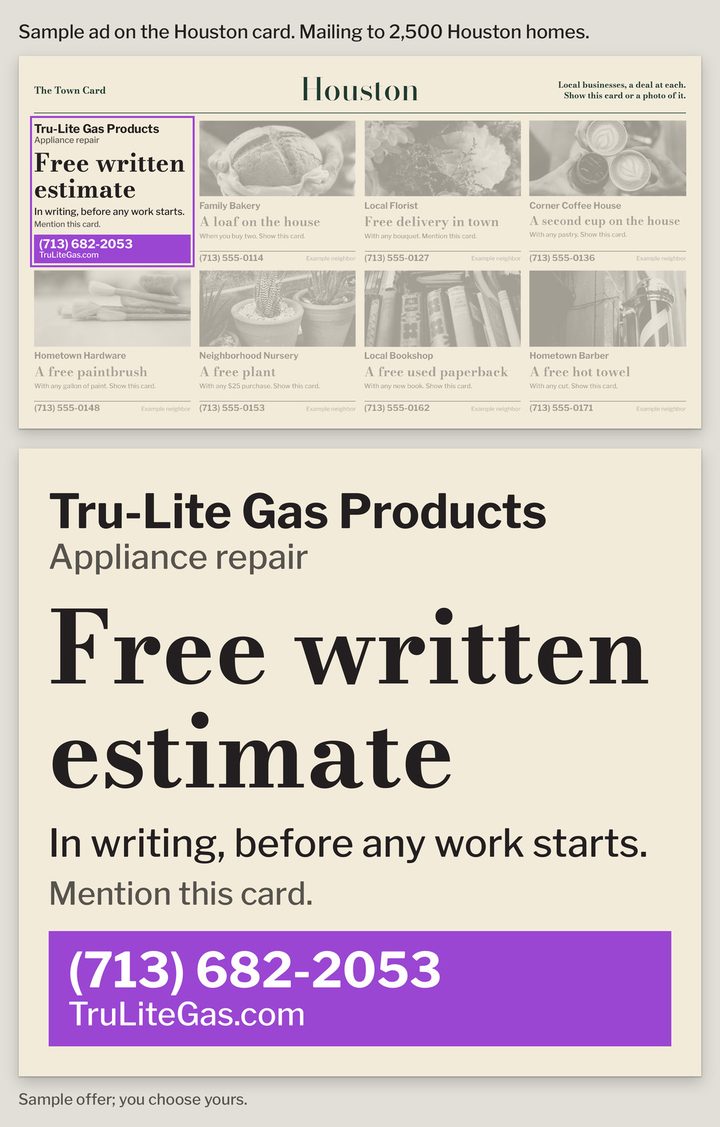 Sample ad on the Houston card. Mailing to 2,500 Houston homes.
The Town Card
Houston
Local businesses, a deal at each.
Show this card or a photo of it.
Tru-Lite Gas Products
Appliance repair
Free written
estimate
In writing, before any work starts.
Mention this card.
(713) 682-2053
TruLiteGas.com
Family Bakery
A loaf on the house
When you buy two. Show this card.
(713) 555-0114 Example neighbor
Local Florist
Free delivery in town
With any bouquet. Mention this card.
(713) 555-0127 Example neighbor
Corner Coffee House
A second cup on the house
With any pastry. Show this card.
(713) 555-0136 Example neighbor
Hometown Hardware
A free paintbrush
With any gallon of paint. Show this card.
(713) 555-0148 Example neighbor
Neighborhood Nursery
A free plant
With any $25 purchase. Show this card.
(713) 555-0153 Example neighbor
Local Bookshop
A free used paperback
With any new book. Show this card.
(713) 555-0162 Example neighbor
Hometown Barber
A free hot towel
With any cut. Show this card.
(713) 555-0171 Example neighbor
Tru-Lite Gas Products
Appliance repair
Free written
estimate
In writing, before any work starts.
Mention this card.
(713) 682-2053
TruLiteGas.com
Sample offer; you choose yours.